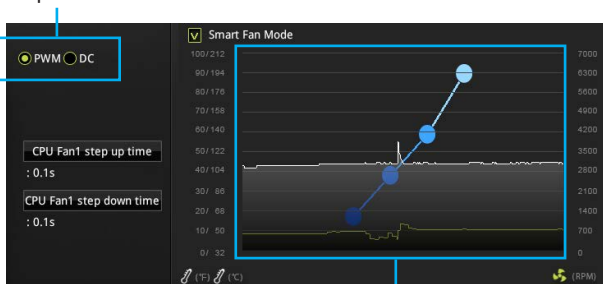 V Smart Fan Mode
PWM DC
100/212 7000
90/194 6300
80/176 5600
70/158 4900
60/140 4200
50/122 3500
40/104 2800
30/ 86 2100
20/ 68 1400
10/ 50 700
0/ 32 0
CPU Fan1 step up time
: 0.1s
CPU Fan1 step down time
: 0.1s
(°F) (°C) (RPM)